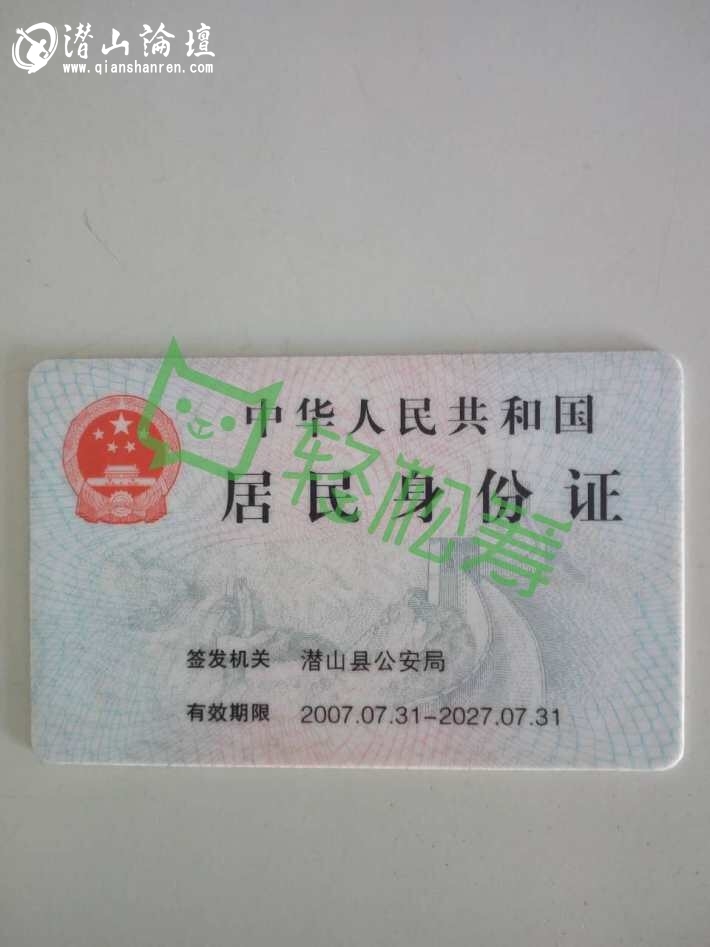 潜山論壇
www.qianshanren.com
中华人民共和国
居民身份证
轻松筹
签发机关 潜山县公安局
有效期限 2007.07.31-2027.07.31